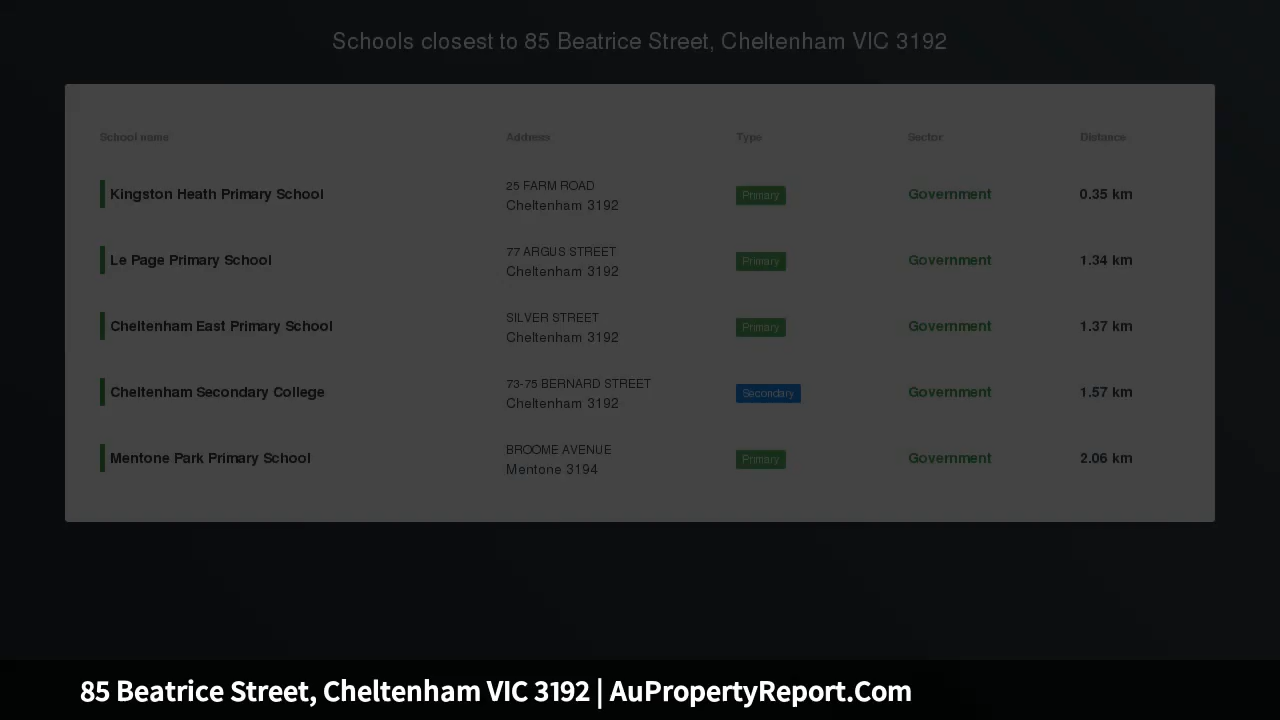 Schools closest to 85 Beatrice Street, Cheltenham VIC 3192
School name Address Type Sector Distance
Kingston Heath Primary School 25 FARM ROAD Cheltenham 3192 Primary Government 0.35 km
Le Page Primary School 77 ARGUS STREET Cheltenham 3192 Primary Government 1.34 km
Cheltenham East Primary School SILVER STREET Cheltenham 3192 Primary Government 1.37 km
Cheltenham Secondary College 73-75 BERNARD STREET Cheltenham 3192 Secondary Government 1.57 km
Mentone Park Primary School BROOME AVENUE Mentone 3194 Primary Government 2.06 km
85 Beatrice Street, Cheltenham VIC 3192 | AuPropertyReport.Com